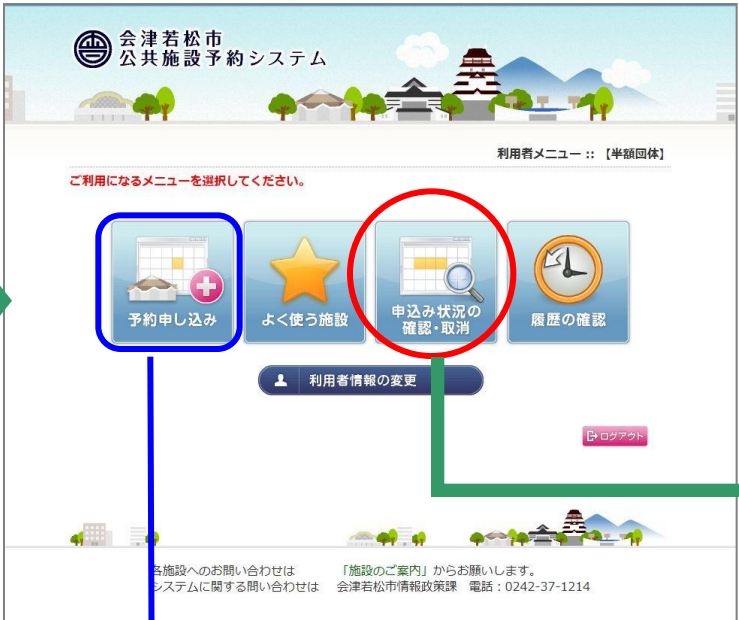 会津若松市
公共施設予約システム
利用者メニュー :: 【半額団体】
ご利用になるメニューを選択してください。
予約申し込み
よく使う施設
申込み状況の
確認・取消
履歴の確認
利用者情報の変更
ログアウト
各施設へのお問い合わせは 「施設のご案内」からお願いします。
システムに関する問い合わせは 会津若松市情報政策課 電話:0242-37-1214